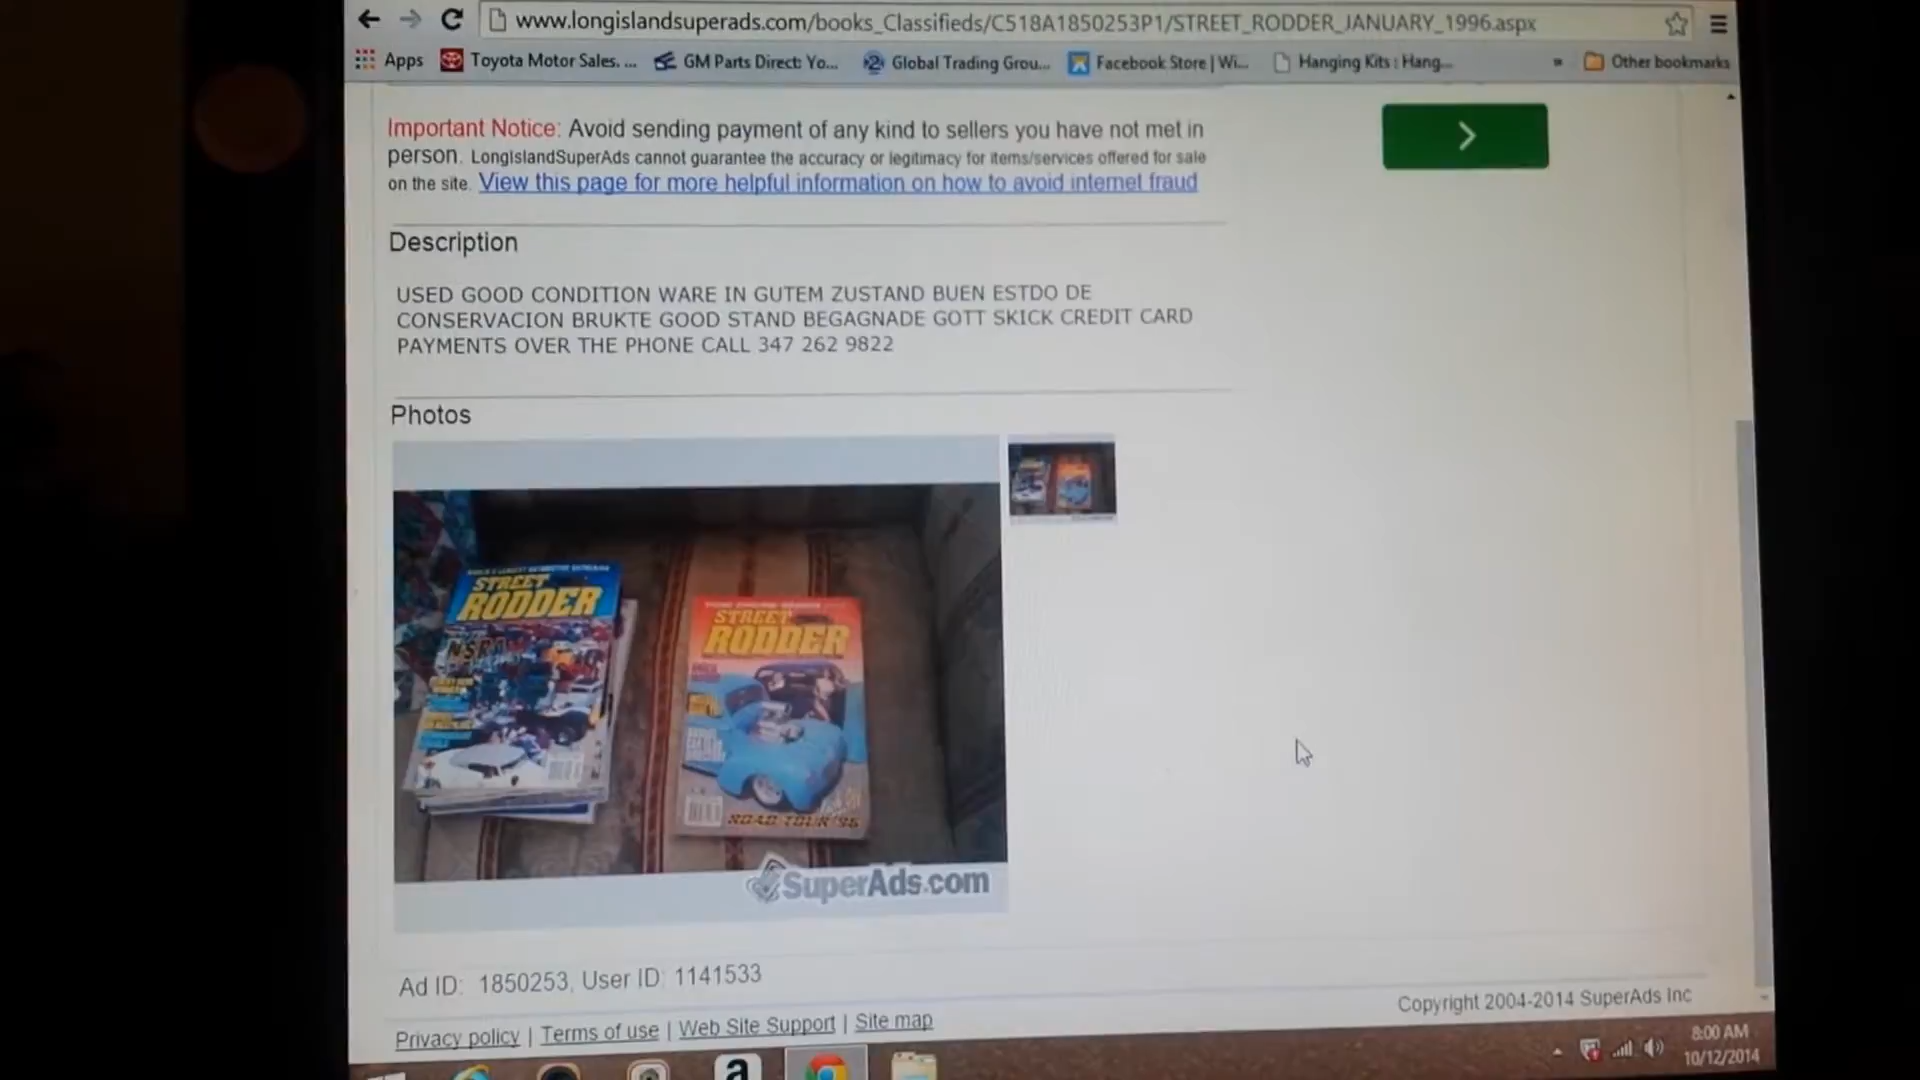 www.longislandsuperads.com/books_Classifieds/C518A1850253P1/STREET_RODDER_JANUARY_1996.aspx
Apps Toyota Motor Sales, ... GM Parts Direct: Yo... Global Trading Grou... Facebook Store | Wi... Hanging Kits : Hang... » Other bookmarks
Important Notice: Avoid sending payment of any kind to sellers you have not met in
person. LongIslandSuperAds cannot guarantee the accuracy or legitimacy for items/services offered for sale
on the site. View this page for more helpful information on how to avoid internet fraud
Description
USED GOOD CONDITION WARE IN GUTEM ZUSTAND BUEN ESTDO DE
CONSERVACION BRUKTE GOOD STAND BEGAGNADE GOTT SKICK CREDIT CARD
PAYMENTS OVER THE PHONE CALL 347 262 9822
Photos
STREET
RODDER
NSRA
STREET
RODDER
ROAD TOUR '96
SuperAds.com
Ad ID: 1850253, User ID: 1141533
Copyright 2004-2014 SuperAds Inc
Privacy policy | Terms of use | Web Site Support | Site map
8:00 AM
10/12/2014